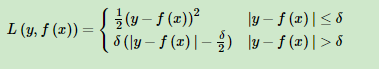 L (y, f (x)) = { ½ (y − f (x))² |y − f (x)| ≤ δ
δ (|y − f (x)| − δ/2) |y − f (x)| > δ